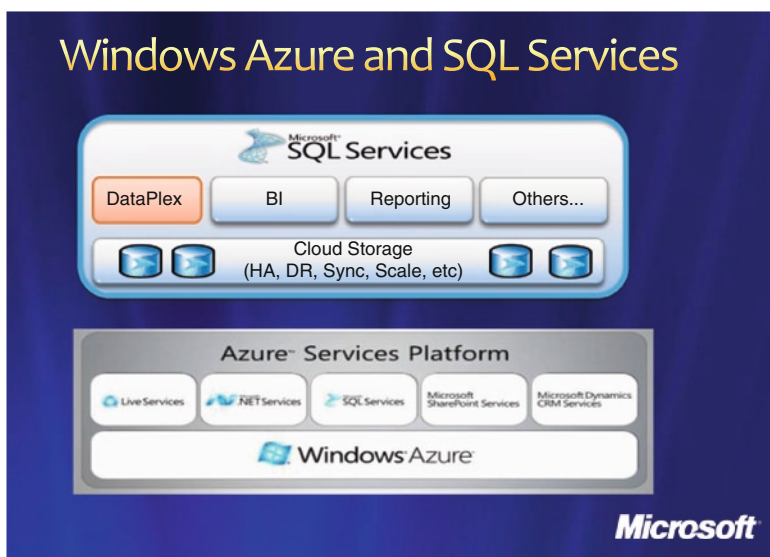 Windows Azure and SQL Services
Microsoft®
SQL Services
DataPlex
BI
Reporting
Others...
Cloud Storage
(HA, DR, Sync, Scale, etc)
Azure™ Services Platform
Live Services
.NET Services
SQL Services
Microsoft
SharePoint Services
Microsoft Dynamics
CRM Services
Windows Azure
Microsoft